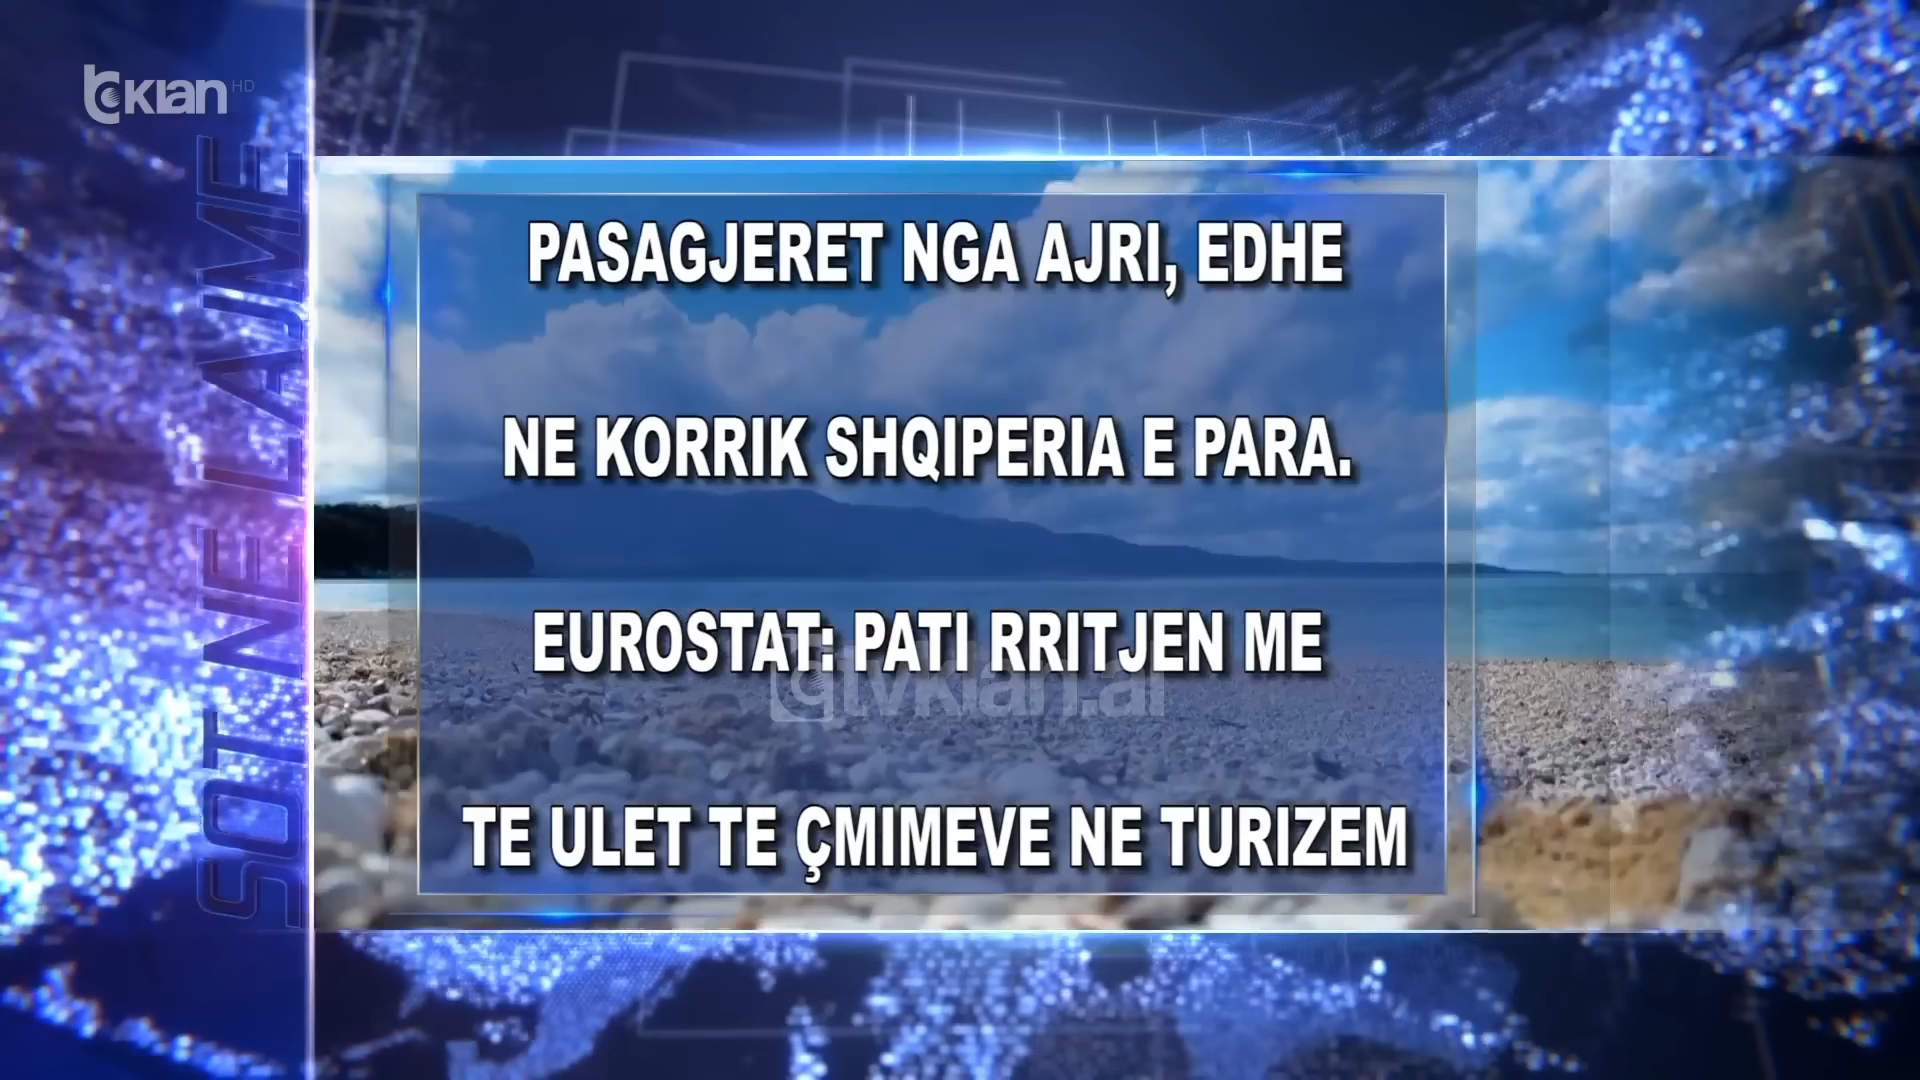 tvklan HD
SOT NE LAJME
PASAGJERET NGA AJRI, EDHE
NE KORRIK SHQIPERIA E PARA.
EUROSTAT: PATI RRITJEN ME
tvklan.al
TE ULET TE ÇMIMEVE NE TURIZEM